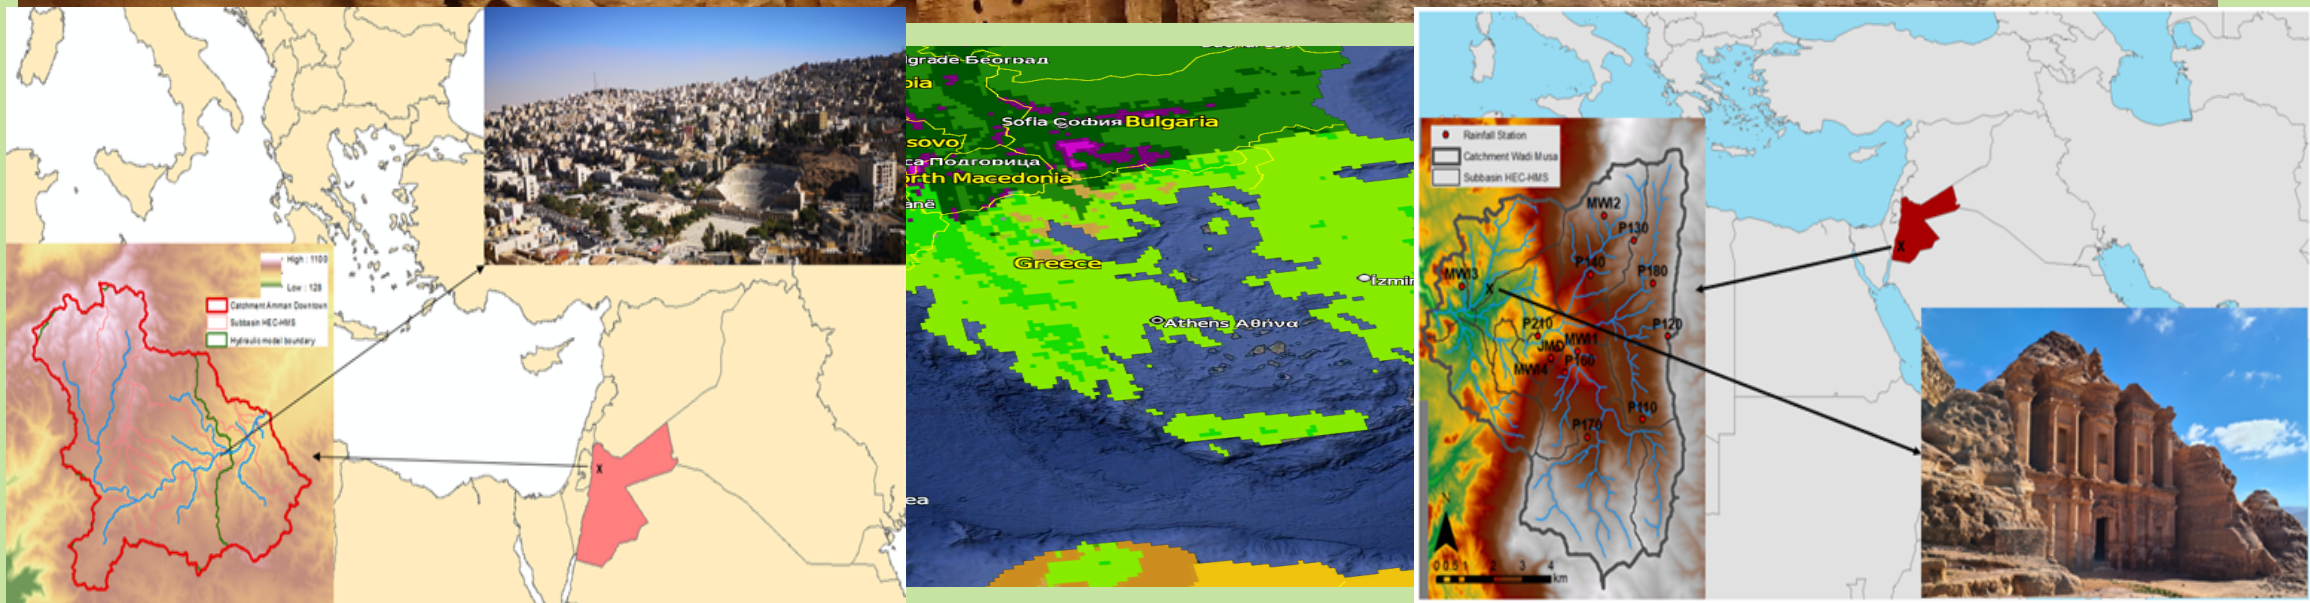 High : 1100
Low : 128
Catchment Amman Downtown
Subbasin HEC-HMS
Hydraulic model boundary
X
lgrade Београд
bia
Sofia София Bulgaria
sovo
ca Подгорица
orth Macedonia
anë
Greece
İzmir
Athens Αθήνα
ea
Rainfall Station
Catchment Wadi Musa
Subbasin HEC-HMS
MWI2
P130
P140
P180
MWI3
X
P210
P120
JMD
MWI1
MWI4
P160
P110
P170
0 0.5 1 2 3 4
km
X